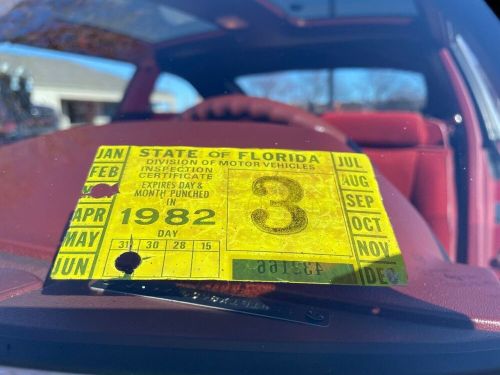 STATE OF FLORIDA
DIVISION OF MOTOR VEHICLES
INSPECTION
CERTIFICATE
EXPIRES DAY &
MONTH PUNCHED
IN
1982
DAY
31 30 28 15
3
JAN
FEB
APR
MAY
JUN
JUL
AUG
SEP
OCT
NOV
DEC